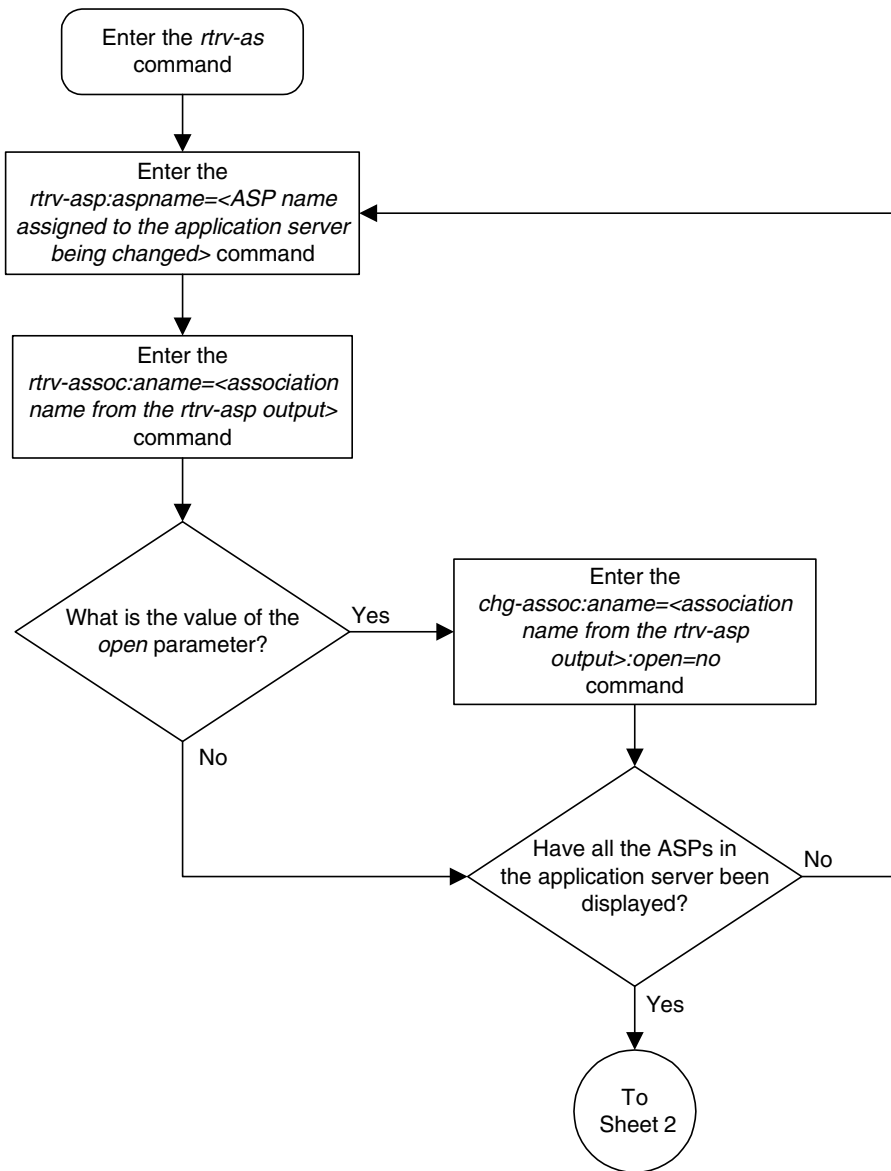 Enter the rtrv-as
command
Enter the
rtrv-asp:aspname=<ASP name
assigned to the application server
being changed> command
Enter the
rtrv-assoc:aname=<association
name from the rtrv-asp output>
command
What is the value of the
open parameter?
Yes
No
Enter the
chg-assoc:aname=<association
name from the rtrv-asp
output>:open=no
command
Have all the ASPs in
the application server been
displayed?
No
Yes
To
Sheet 2